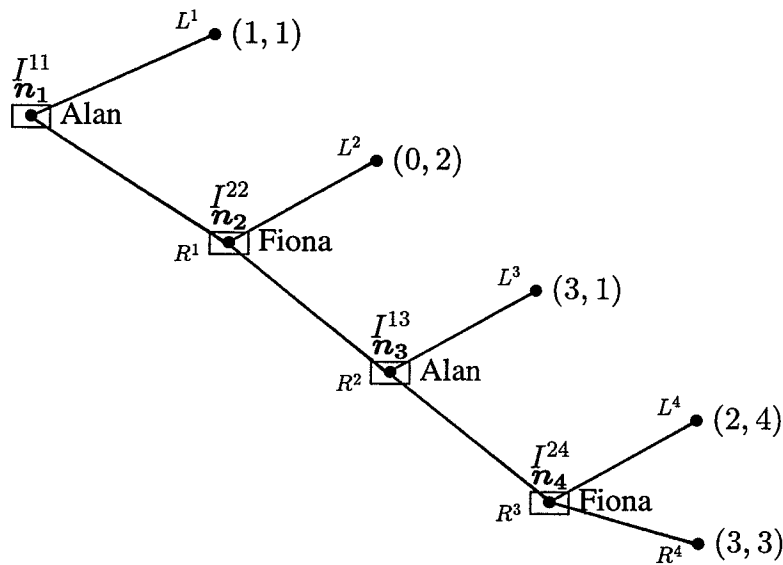 L¹ (1, 1)
I¹¹
n₁ Alan
L² (0, 2)
I²²
n₂
R¹ Fiona
L³ (3, 1)
I¹³
n₃
R² Alan
L⁴ (2, 4)
I²⁴
n₄
R³ Fiona
R⁴ (3, 3)